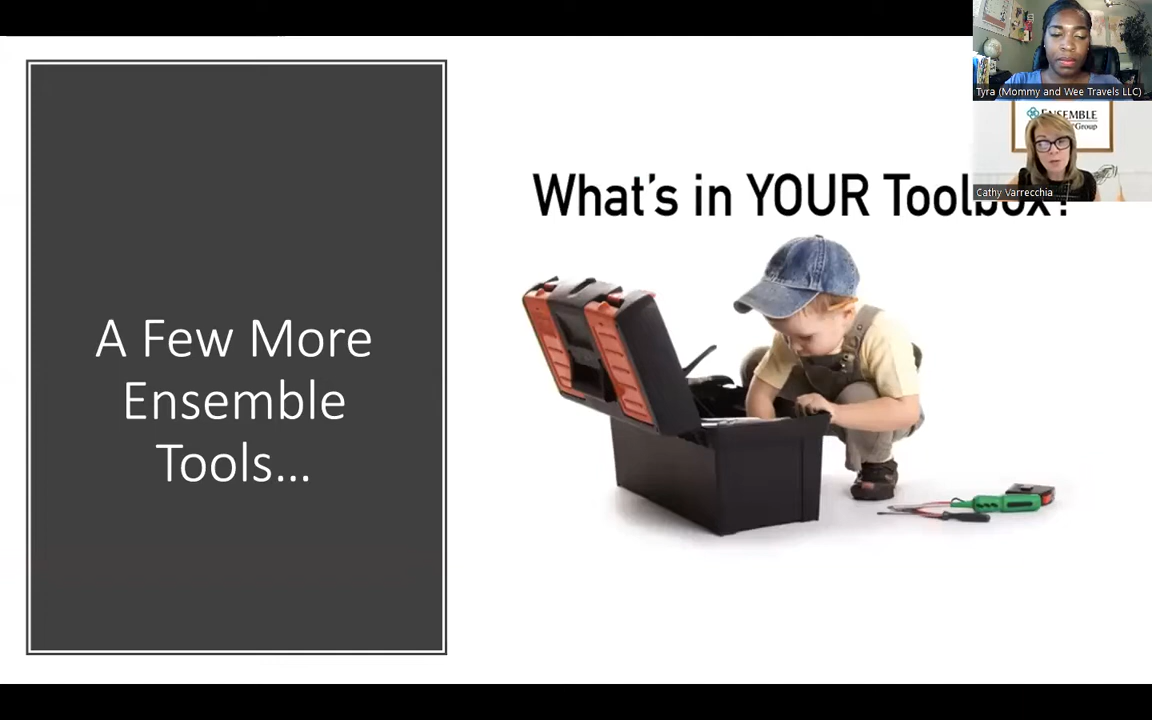 A Few More
Ensemble
Tools...
What's in YOUR Toolbox?
Tyra (Mommy and Wee Travels LLC)
ENSEMBLE
Group
Cathy Varrecchia